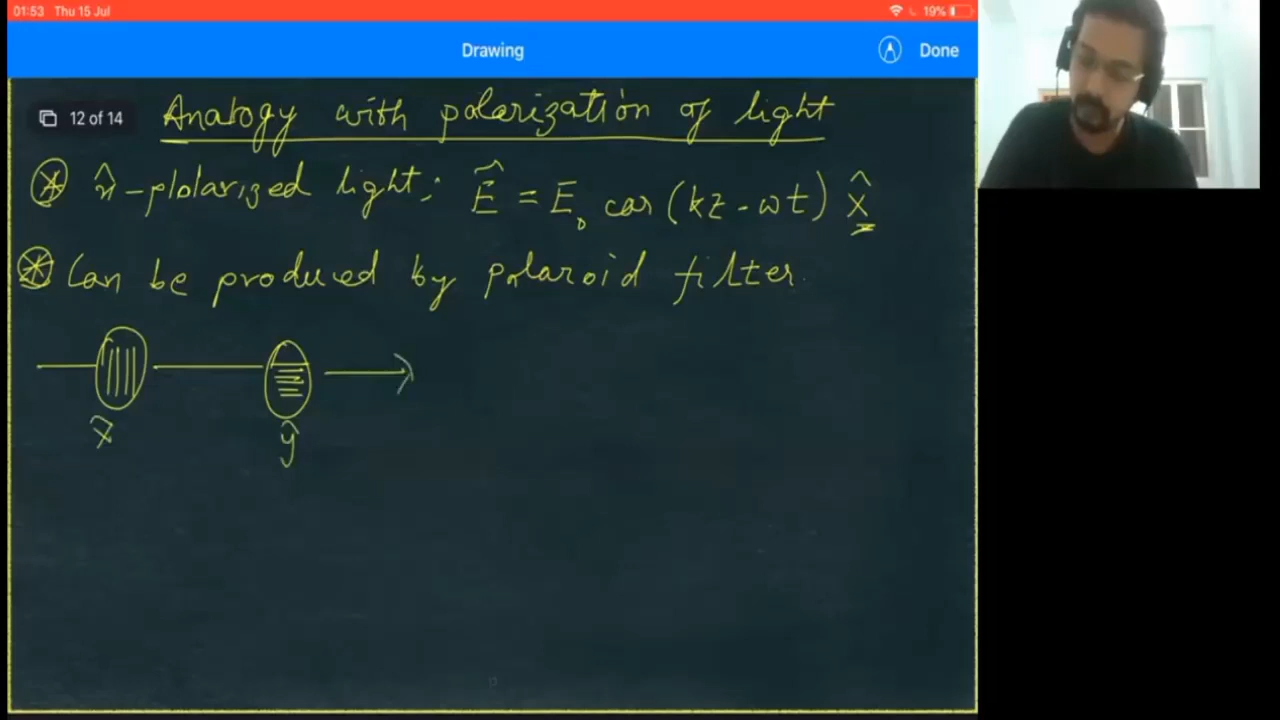 01:53 Thu 15 Jul 19%
Drawing Done
12 of 14 Analogy with polarization of light
x̂-plolarized light: Ê = E₀ cos(kz - ωt) x̂
Can be produced by polaroid filter.
x̂ ŷ